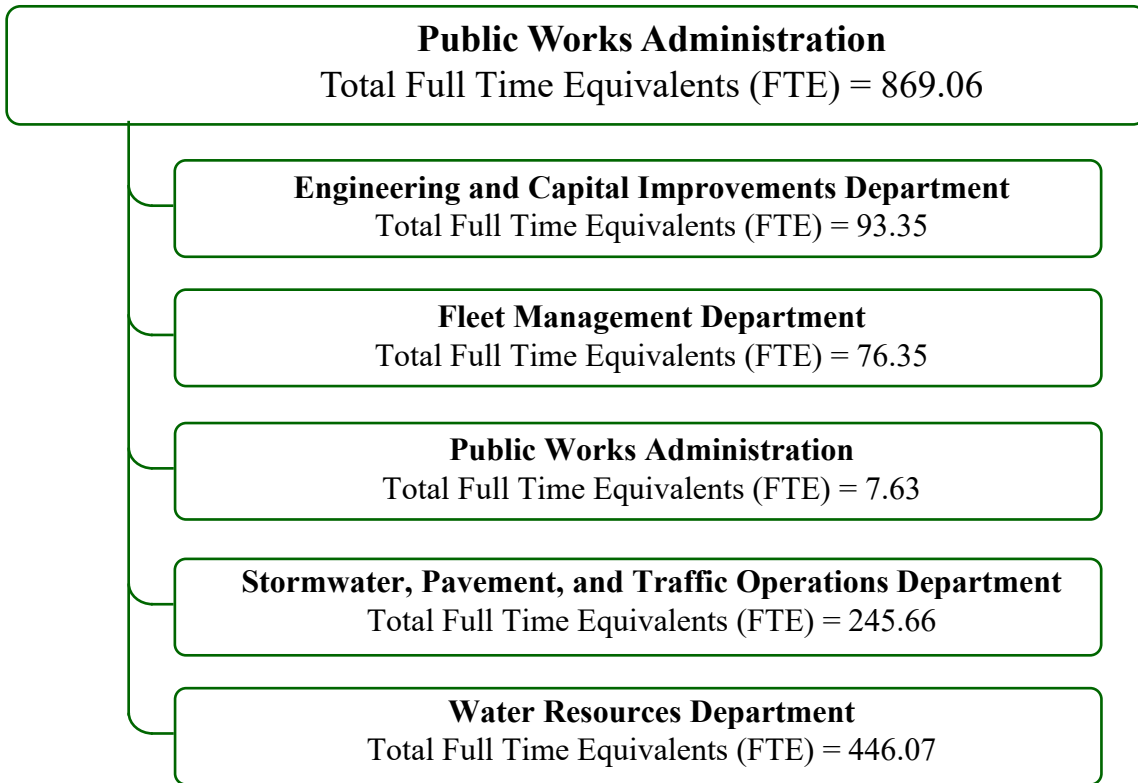 Public Works Administration
Total Full Time Equivalents (FTE) = 869.06
Engineering and Capital Improvements Department
Total Full Time Equivalents (FTE) = 93.35
Fleet Management Department
Total Full Time Equivalents (FTE) = 76.35
Public Works Administration
Total Full Time Equivalents (FTE) = 7.63
Stormwater, Pavement, and Traffic Operations Department
Total Full Time Equivalents (FTE) = 245.66
Water Resources Department
Total Full Time Equivalents (FTE) = 446.07